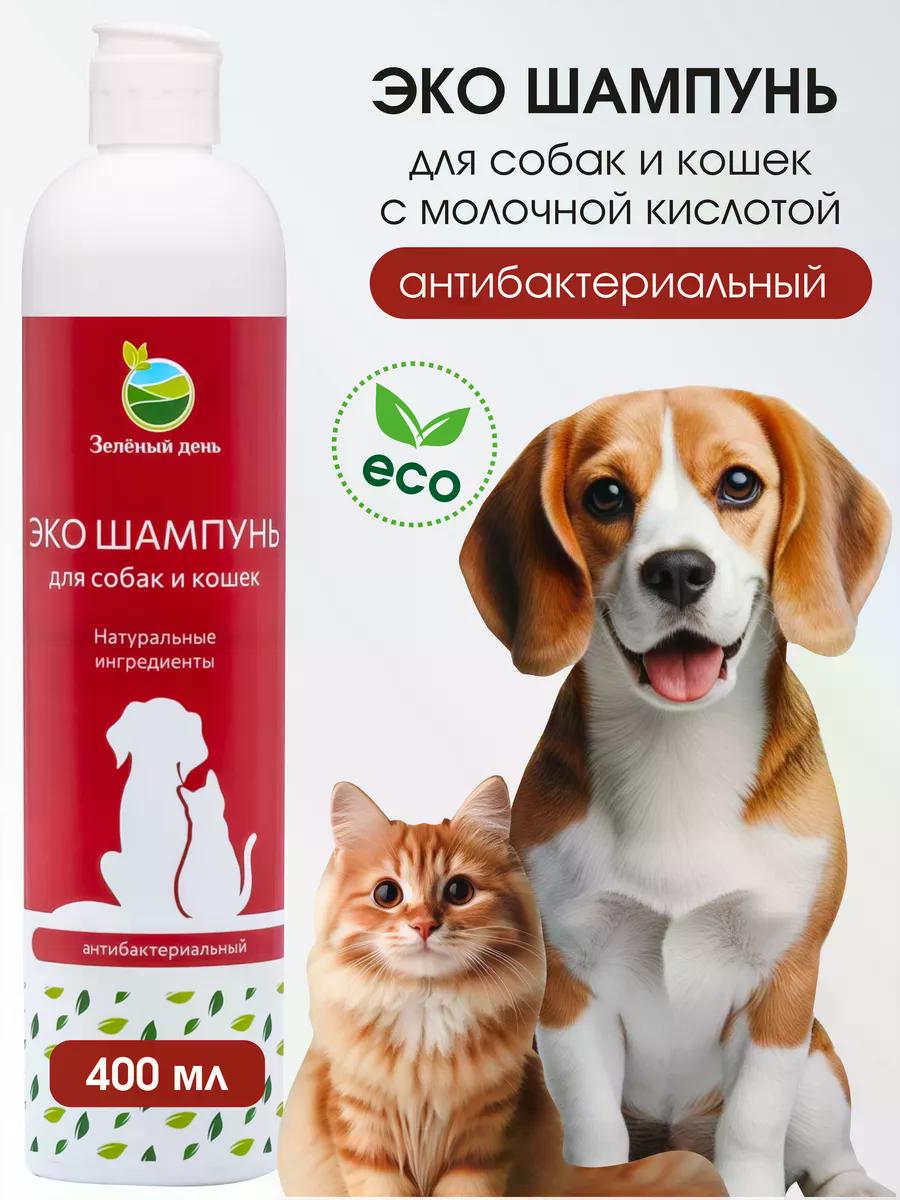 ЭКО ШАМПУНЬ
для собак и кошек
с молочной кислотой
антибактериальный
eco
Зелёный день
ЭКО ШАМПУНЬ
для собак и кошек
Натуральные
ингредиенты
антибактериальный
400 мл